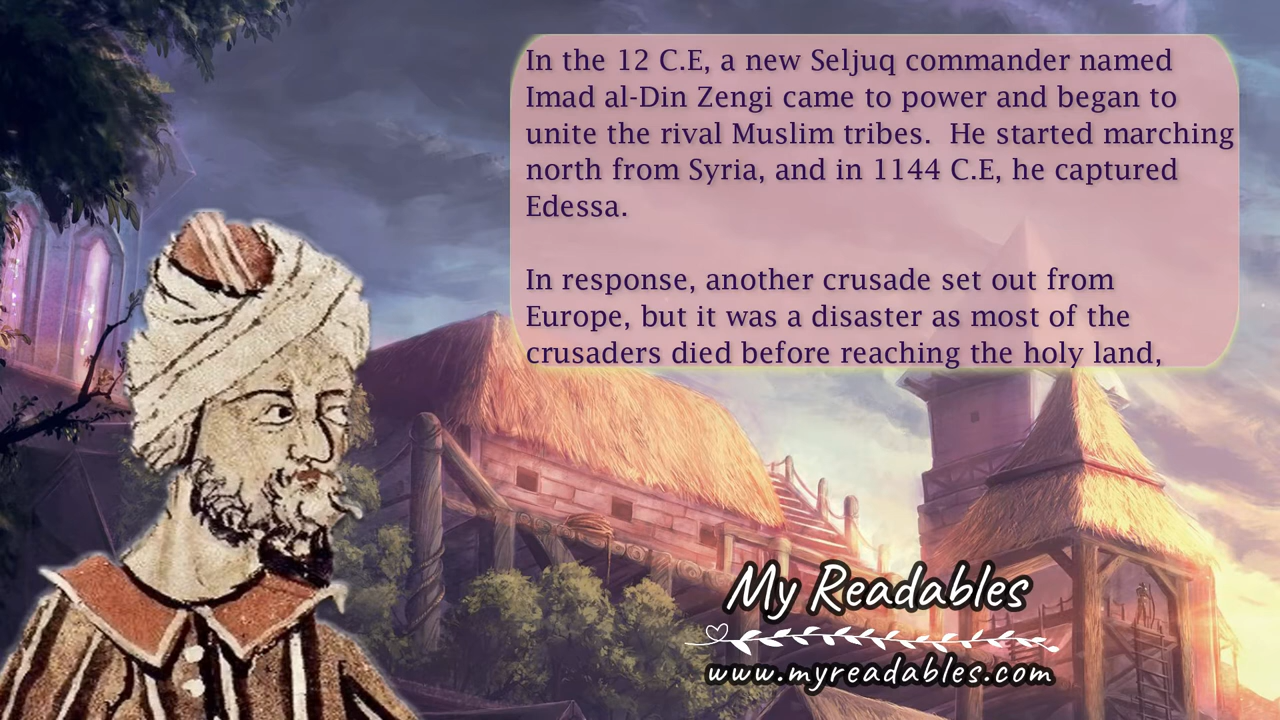 In the 12 C.E, a new Seljuq commander named
Imad al-Din Zengi came to power and began to
unite the rival Muslim tribes.  He started marching
north from Syria, and in 1144 C.E, he captured
Edessa.
In response, another crusade set out from
Europe, but it was a disaster as most of the
crusaders died before reaching the holy land,
My Readables
www.myreadables.com